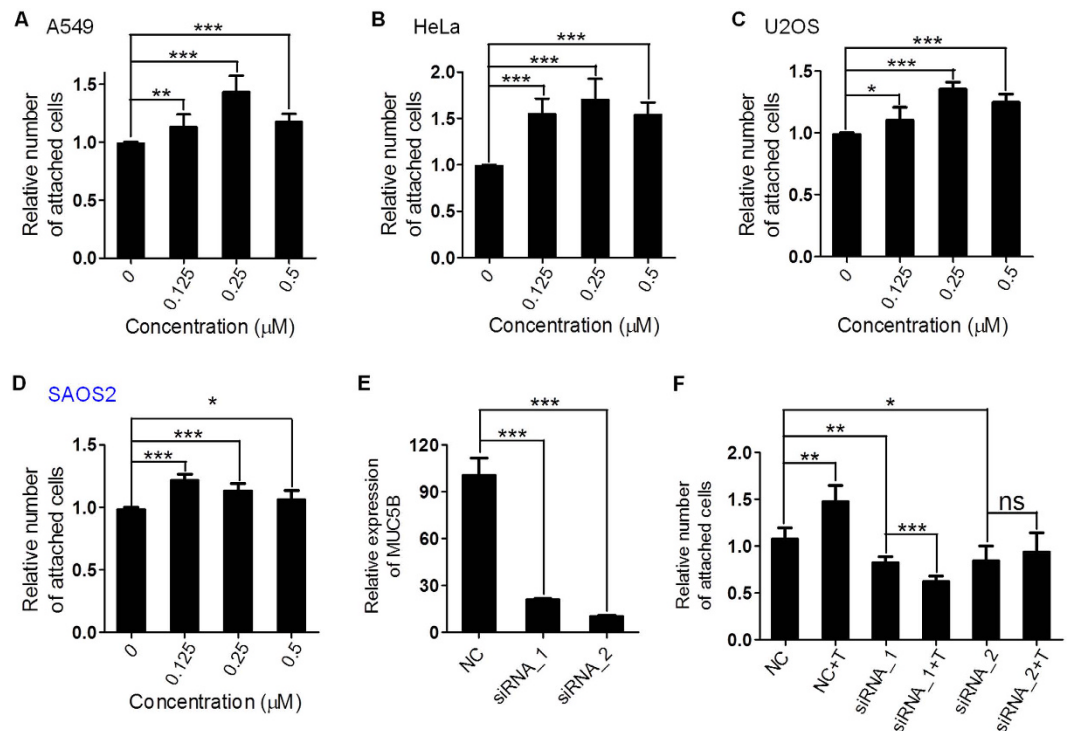 A A549
***
***
**
Relative number
of attached cells
1.5
1.0
0.5
0.0
0
0.125
0.25
0.5
Concentration (μM)
B HeLa
***
***
***
Relative number
of attached cells
2.0
1.5
1.0
0.5
0.0
0
0.125
0.25
0.5
Concentration (μM)
C U2OS
***
***
*
Relative number
of attached cells
1.5
1.0
0.5
0.0
0
0.125
0.25
0.5
Concentration (μM)
D SAOS2
*
***
***
Relative number
of attached cells
1.5
1.0
0.5
0.0
0
0.125
0.25
0.5
Concentration (μM)
E
***
***
Relative expression
of MUC5B
120
90
60
30
0
NC
siRNA_1
siRNA_2
F
*
**
**
***
ns
Relative number
of attached cells
2.0
1.5
1.0
0.5
0.0
NC
NC+T
siRNA_1
siRNA_1+T
siRNA_2
siRNA_2+T